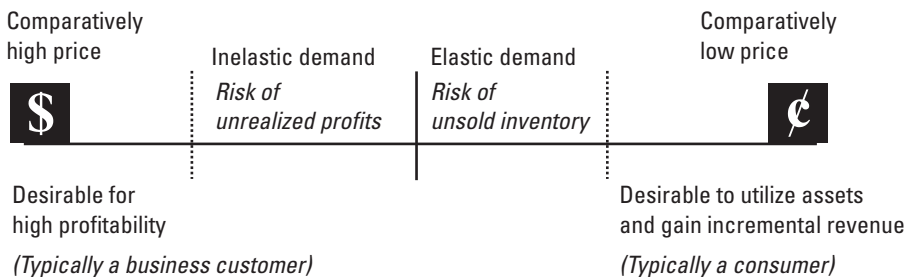 Comparatively
high price
Inelastic demand
Elastic demand
Comparatively
low price
$
Risk of
unrealized profits
Risk of
unsold inventory
¢
Desirable for
high profitability
(Typically a business customer)
Desirable to utilize assets
and gain incremental revenue
(Typically a consumer)